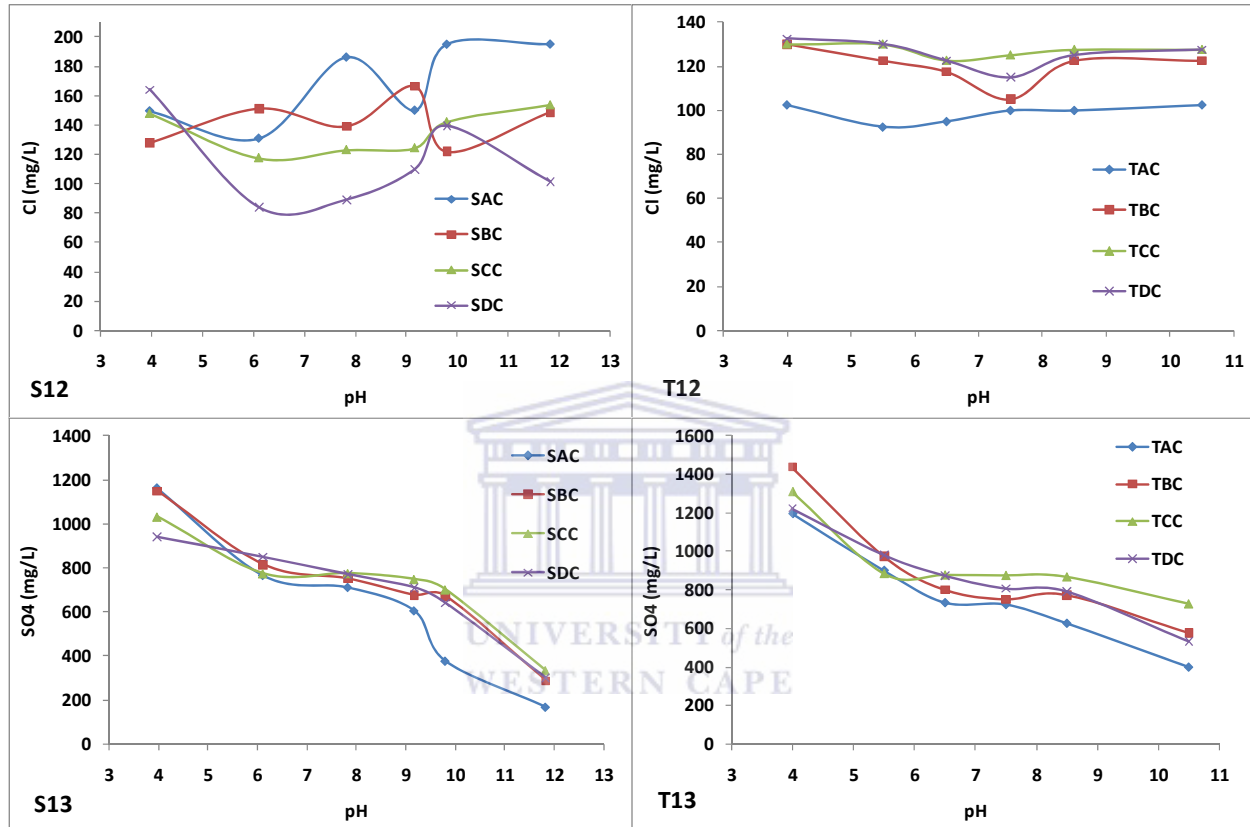 200
180
160
140
120
100
80
60
40
20
0
Cl (mg/L)
SAC
SBC
SCC
SDC
3 4 5 6 7 8 9 10 11 12 13
pH
S12
140
120
100
80
60
40
20
0
Cl (mg/L)
TAC
TBC
TCC
TDC
3 4 5 6 7 8 9 10 11
pH
T12
1400
1200
1000
800
600
400
200
0
SO4 (mg/L)
SAC
SBC
SCC
SDC
3 4 5 6 7 8 9 10 11 12 13
pH
S13
1600
1400
1200
1000
800
600
400
200
0
SO4 (mg/L)
TAC
TBC
TCC
TDC
3 4 5 6 7 8 9 10 11
pH
T13
UNIVERSITY of the
WESTERN CAPE